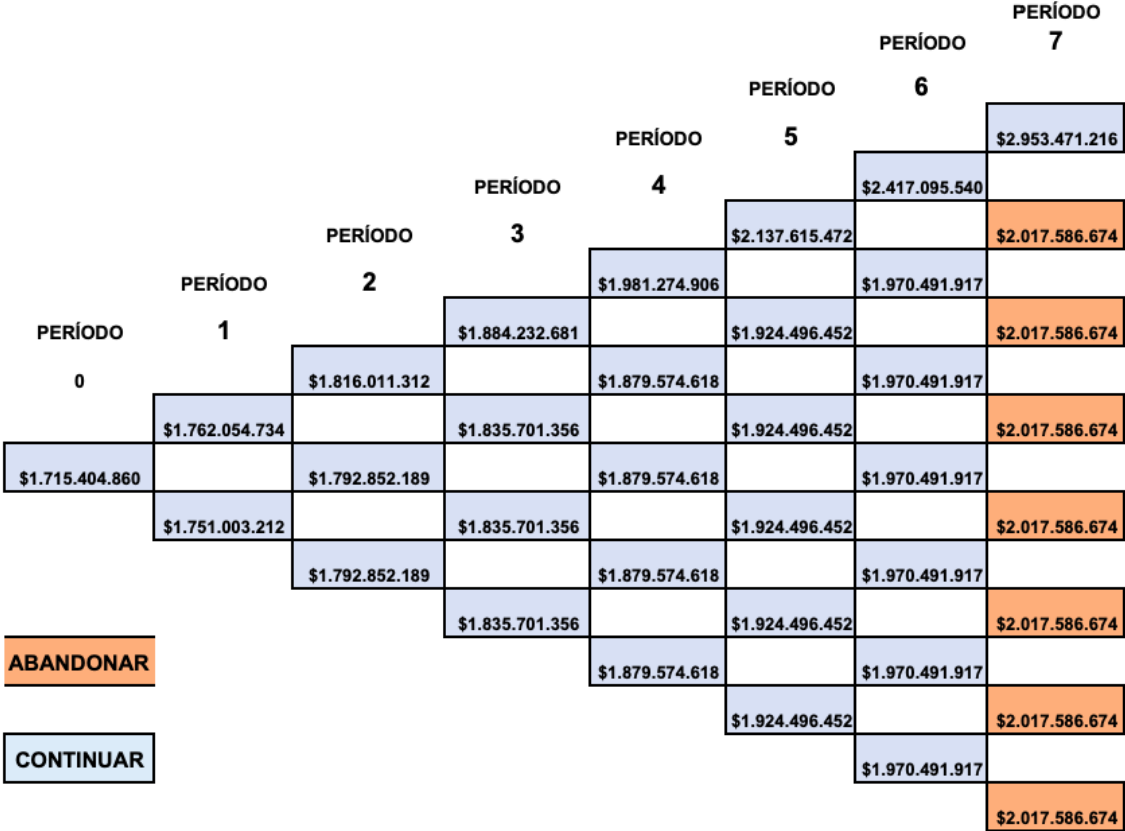 PERÍODO
7
PERÍODO
6
PERÍODO
$2.953.471.216
5
PERÍODO
$2.417.095.540
4
PERÍODO
$2.137.615.472 $2.017.586.674
3
PERÍODO
$1.981.274.906 $1.970.491.917
2
PERÍODO
$1.884.232.681 $1.924.496.452 $2.017.586.674
1
PERÍODO
$1.816.011.312 $1.879.574.618 $1.970.491.917
0
$1.762.054.734 $1.835.701.356 $1.924.496.452 $2.017.586.674
$1.715.404.860 $1.792.852.189 $1.879.574.618 $1.970.491.917
$1.751.003.212 $1.835.701.356 $1.924.496.452 $2.017.586.674
$1.792.852.189 $1.879.574.618 $1.970.491.917
$1.835.701.356 $1.924.496.452 $2.017.586.674
ABANDONAR
$1.879.574.618 $1.970.491.917
$1.924.496.452 $2.017.586.674
CONTINUAR
$1.970.491.917
$2.017.586.674